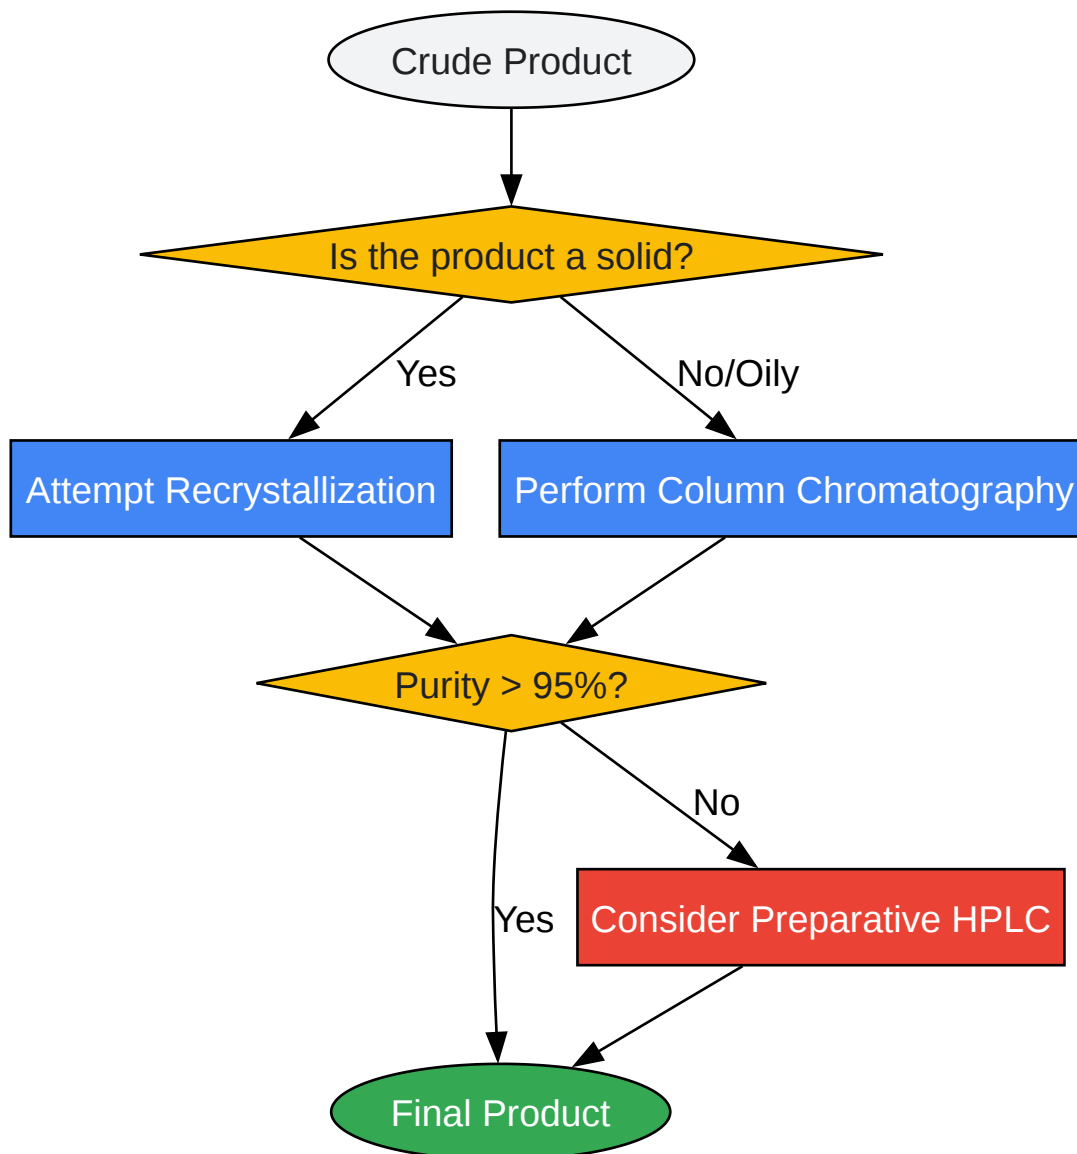 Crude Product
Is the product a solid?
Yes
No/Oily
Attempt Recrystallization
Perform Column Chromatography
Purity > 95%?
No
Yes
Consider Preparative HPLC
Final Product